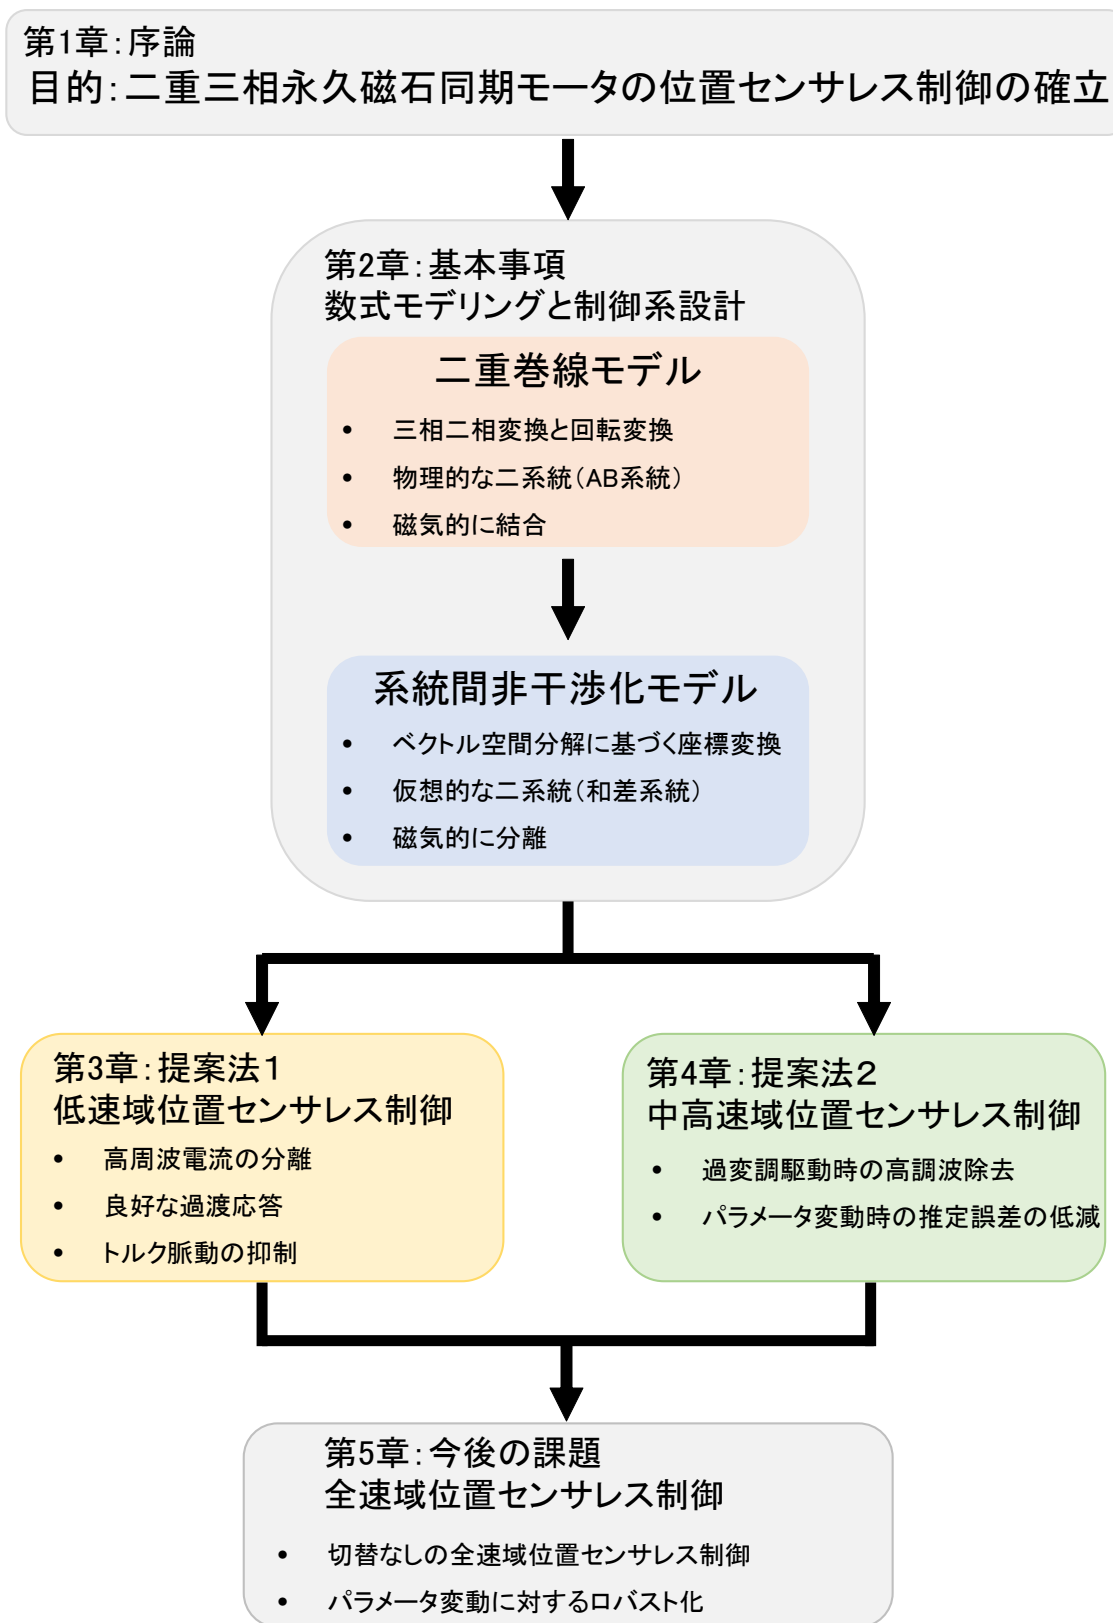 第1章：序論
目的：二重三相永久磁石同期モータの位置センサレス制御の確立
第2章：基本事項
数式モデリングと制御系設計
二重巻線モデル
• 三相二相変換と回転変換
• 物理的な二系統（AB系統）
• 磁気的に結合
系統間非干渉化モデル
• ベクトル空間分解に基づく座標変換
• 仮想的な二系統（和差系統）
• 磁気的に分離
第3章：提案法１
低速域位置センサレス制御
• 高周波電流の分離
• 良好な過渡応答
• トルク脈動の抑制
第4章：提案法２
中高速域位置センサレス制御
• 過変調駆動時の高調波除去
• パラメータ変動時の推定誤差の低減
第5章：今後の課題
全速域位置センサレス制御
• 切替なしの全速域位置センサレス制御
• パラメータ変動に対するロバスト化